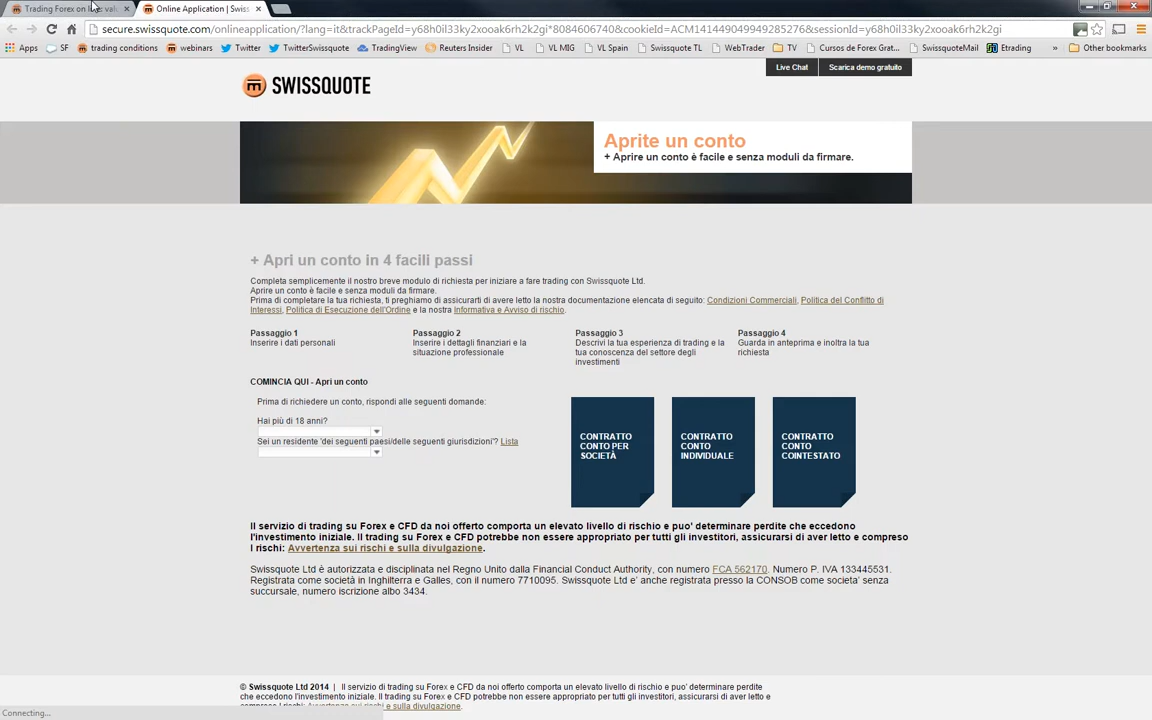 Trading Forex on
Online Application | Swiss
secure.swissquote.com/onlineapplication/?lang=it&trackPageId=y68h0il33ky2xooak6rh2k2gi*8084606740&cookieId=ACM141449049949285276&sessionId=y68h0il33ky2xooak6rh2k2gi
Apps SF trading conditions webinars Twitter TwitterSwissquote TradingView Reuters Insider VL VL MIG VL Spain Swissquote TL WebTrader TV Cursos de Forex Grat... SwissquoteMail Etrading » Other bookmarks
Live Chat Scarica demo gratuito
SWISSQUOTE
Aprite un conto
+ Aprire un conto è facile e senza moduli da firmare.
+ Apri un conto in 4 facili passi
Completa semplicemente il nostro breve modulo di richiesta per iniziare a fare trading con Swissquote Ltd.
Aprire un conto è facile e senza moduli da firmare.
Prima di completare la tua richiesta, ti preghiamo di assicurarti di avere letto la nostra documentazione elencata di seguito: Condizioni Commerciali, Politica del Conflitto di
Interessi, Politica di Esecuzione dell'Ordine e la nostra Informativa e Avviso di rischio.
Passaggio 1
Inserire i dati personali
Passaggio 2
Inserire i dettagli finanziari e la
situazione professionale
Passaggio 3
Descrivi la tua esperienza di trading e la
tua conoscenza del settore degli
investimenti
Passaggio 4
Guarda in anteprima e inoltra la tua
richiesta
COMINCIA QUI - Apri un conto
Prima di richiedere un conto, rispondi alle seguenti domande:
Hai più di 18 anni?
Sei un residente 'dei seguenti paesi/delle seguenti giurisdizioni'? Lista
CONTRATTO
CONTO PER
SOCIETÀ
CONTRATTO
CONTO
INDIVIDUALE
CONTRATTO
CONTO
COINTESTATO
Il servizio di trading su Forex e CFD da noi offerto comporta un elevato livello di rischio e puo' determinare perdite che eccedono
l'investimento iniziale. Il trading su Forex e CFD potrebbe non essere appropriato per tutti gli investitori, assicurarsi di aver letto e compreso
I rischi: Avvertenza sui rischi e sulla divulgazione.
Swissquote Ltd è autorizzata e disciplinata nel Regno Unito dalla Financial Conduct Authority, con numero FCA 562170. Numero P. IVA 133445531.
Registrata come società in Inghilterra e Galles, con il numero 7710095. Swissquote Ltd e' anche registrata presso la CONSOB come societa' senza
succursale, numero iscrizione albo 3434.
© Swissquote Ltd 2014 | Il servizio di trading su Forex e CFD da noi offerto comporta un elevato livello di rischio e puo' determinare perdite
che eccedono l'investimento iniziale. Il trading su Forex e CFD potrebbe non essere appropriato per tutti gli investitori, assicurarsi di aver letto e
e sulla divulgazione.
Connecting...